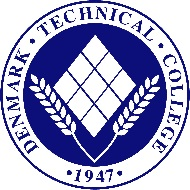 DENMARK • TECHNICAL • COLLEGE
• 1947 •